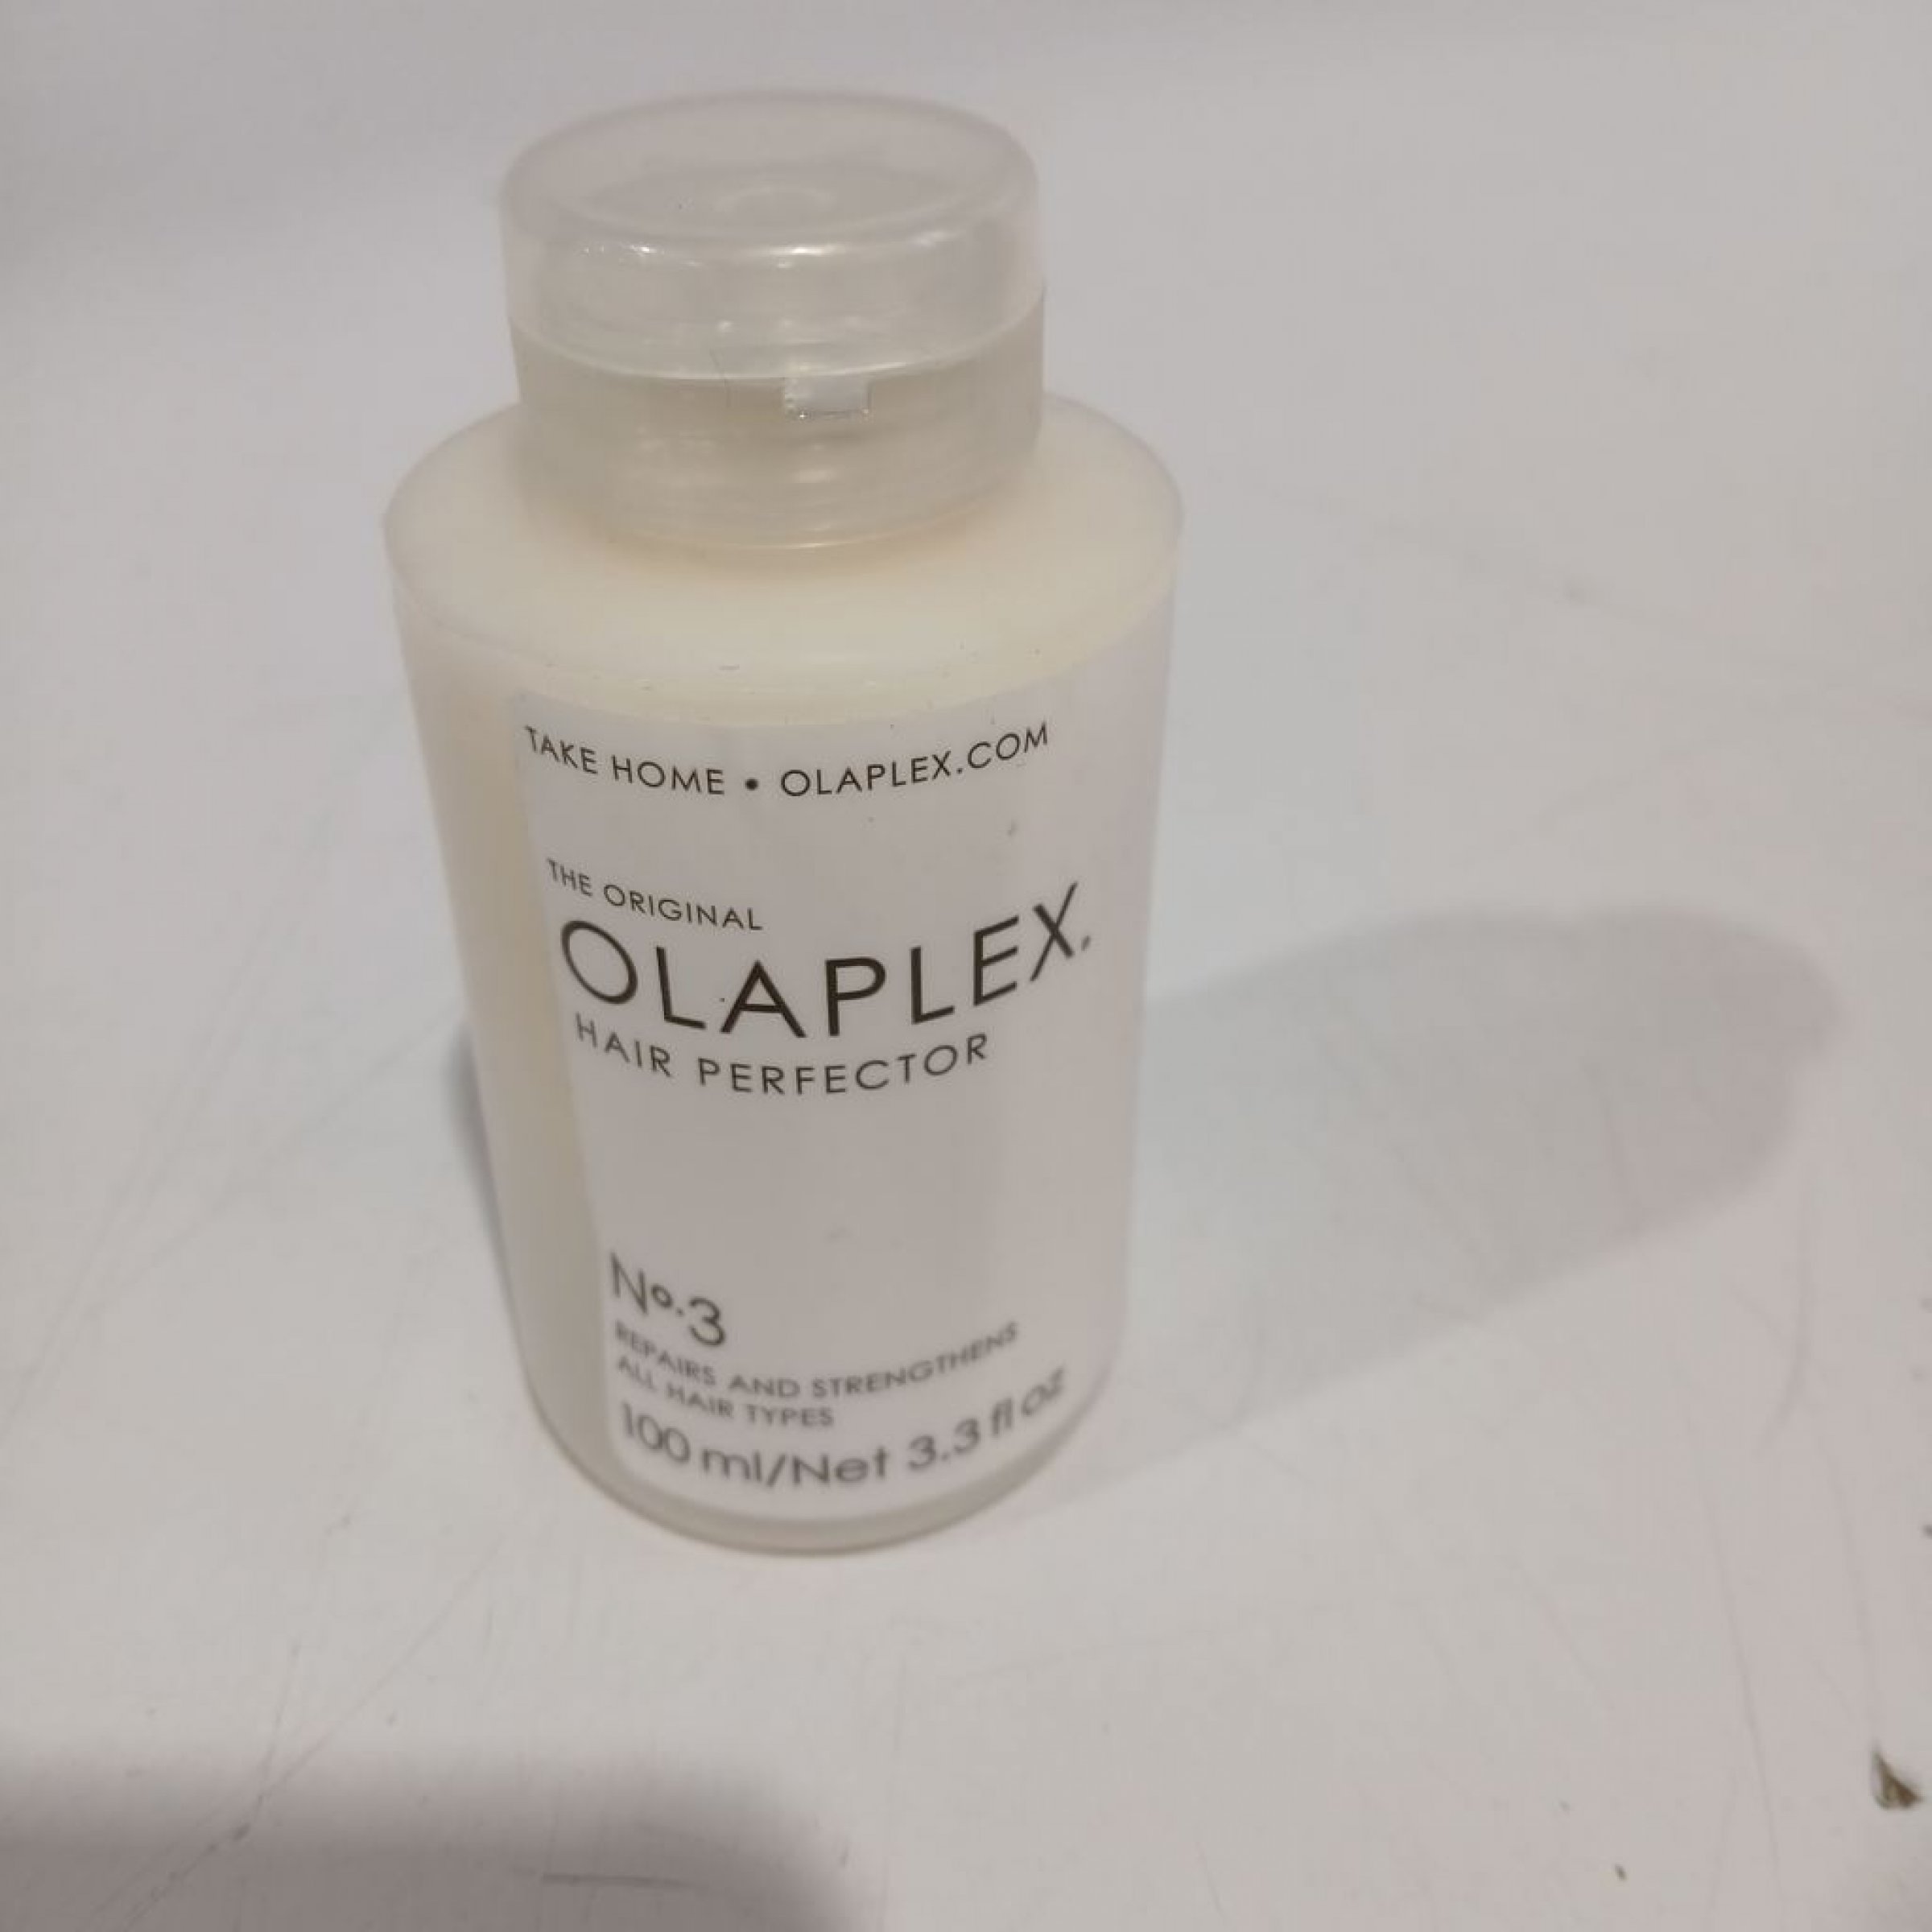 TAKE HOME • OLAPLEX.COM
THE ORIGINAL
OLAPLEX.
HAIR PERFECTOR
Nº.3
REPAIRS AND STRENGTHENS
ALL HAIR TYPES
100 ml/Net 3.3 fl oz